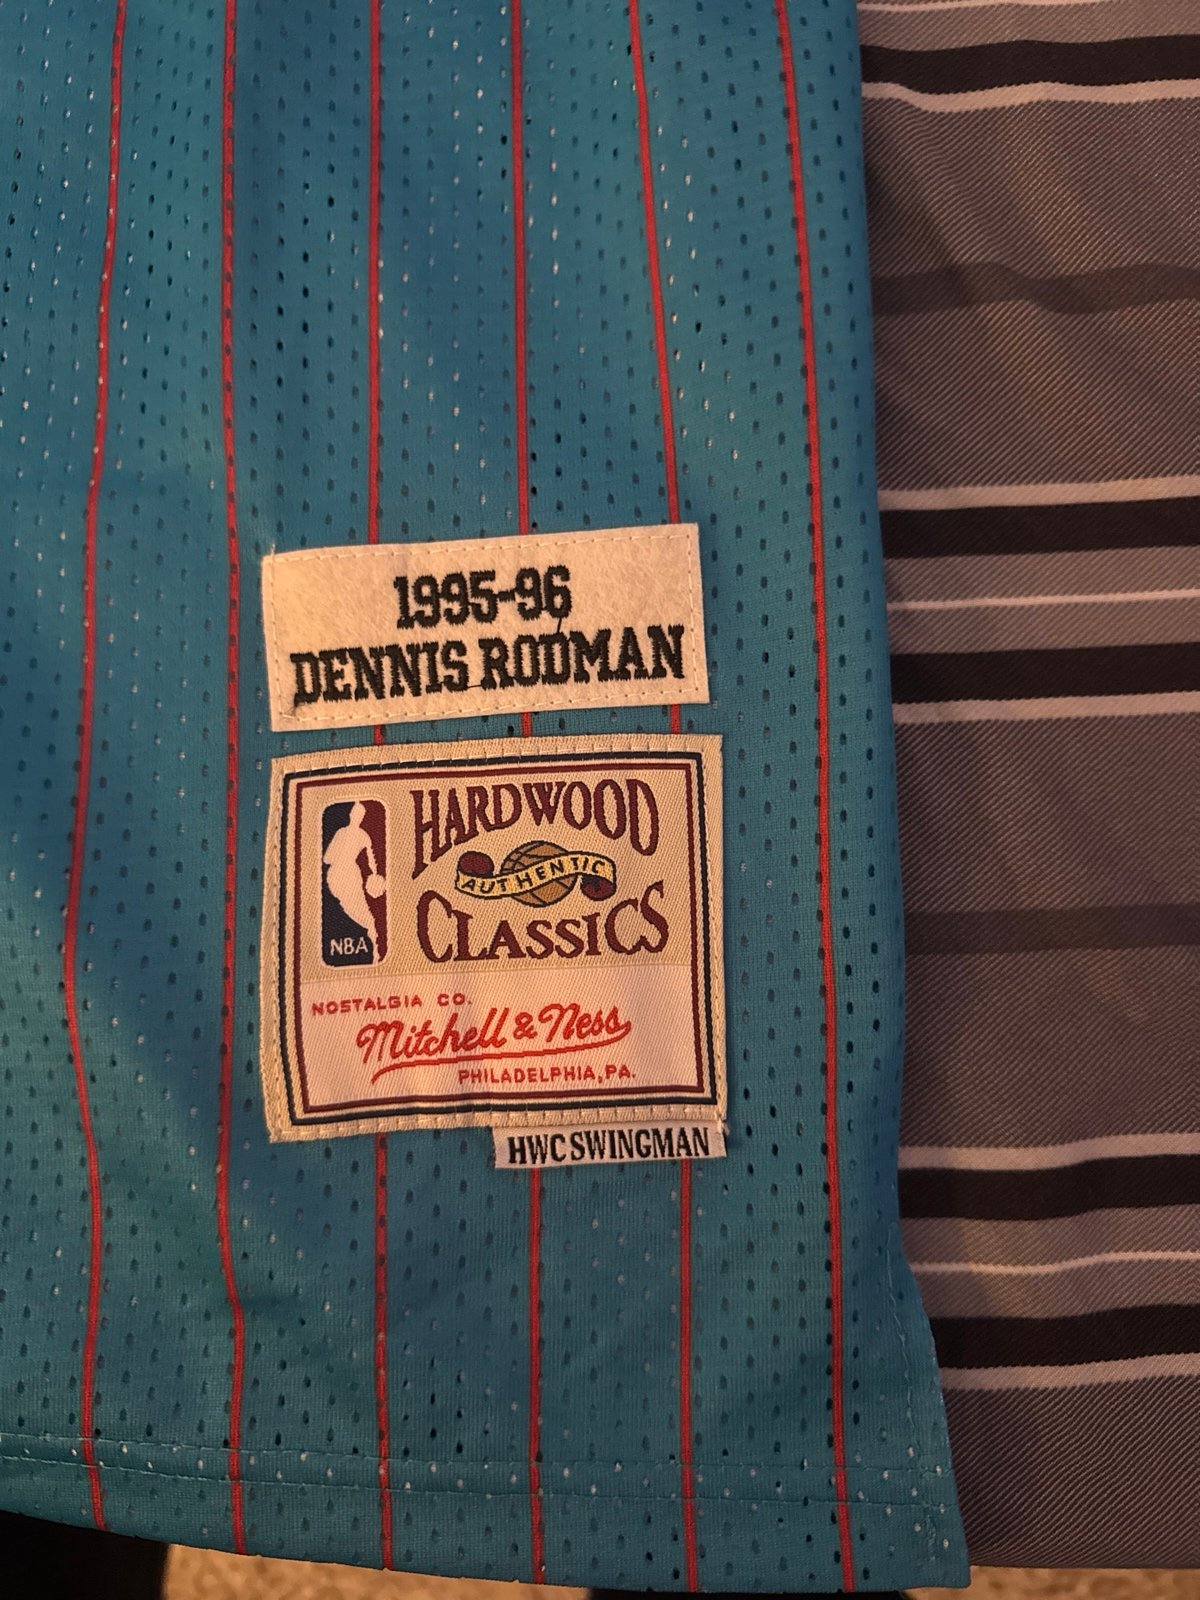 1995-96
DENNIS RODMAN
HARDWOOD
AUTHENTIC
CLASSICS
NBA
NOSTALGIA CO.
Mitchell & Ness
PHILADELPHIA, PA.
HWC SWINGMAN